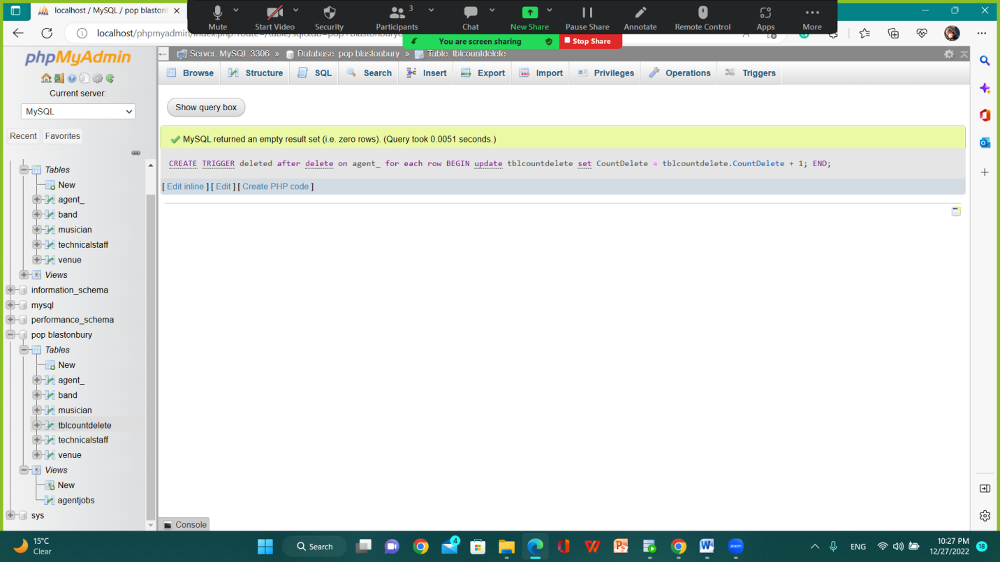 localhost / MySQL / pop blastonb
Mute
Start Video
Security
3
Participants
Chat
New Share
Pause Share
Annotate
Remote Control
Apps
More
localhost/phpmyadmin/index.php?route=/table/sql&db=pop+blastonbury
You are screen sharing
Stop Share
phpMyAdmin
Current server:
MySQL
Recent
Favorites
Tables
New
agent_
band
musician
technicalstaff
venue
Views
information_schema
mysql
performance_schema
pop blastonbury
Tables
New
agent_
band
musician
tblcountdelete
technicalstaff
venue
Views
New
agentjobs
sys
Server: MySQL:3306 » Database: pop blastonbury » Table: tblcountdelete
Browse
Structure
SQL
Search
Insert
Export
Import
Privileges
Operations
Triggers
Show query box
MySQL returned an empty result set (i.e. zero rows). (Query took 0.0051 seconds.)
CREATE TRIGGER deleted after delete on agent_ for each row BEGIN update tblcountdelete set CountDelete = tblcountdelete.CountDelete + 1; END;
[ Edit inline ] [ Edit ] [ Create PHP code ]
Console
15°C
Clear
Search
4
zoom
ENG
10:27 PM
12/27/2022
18